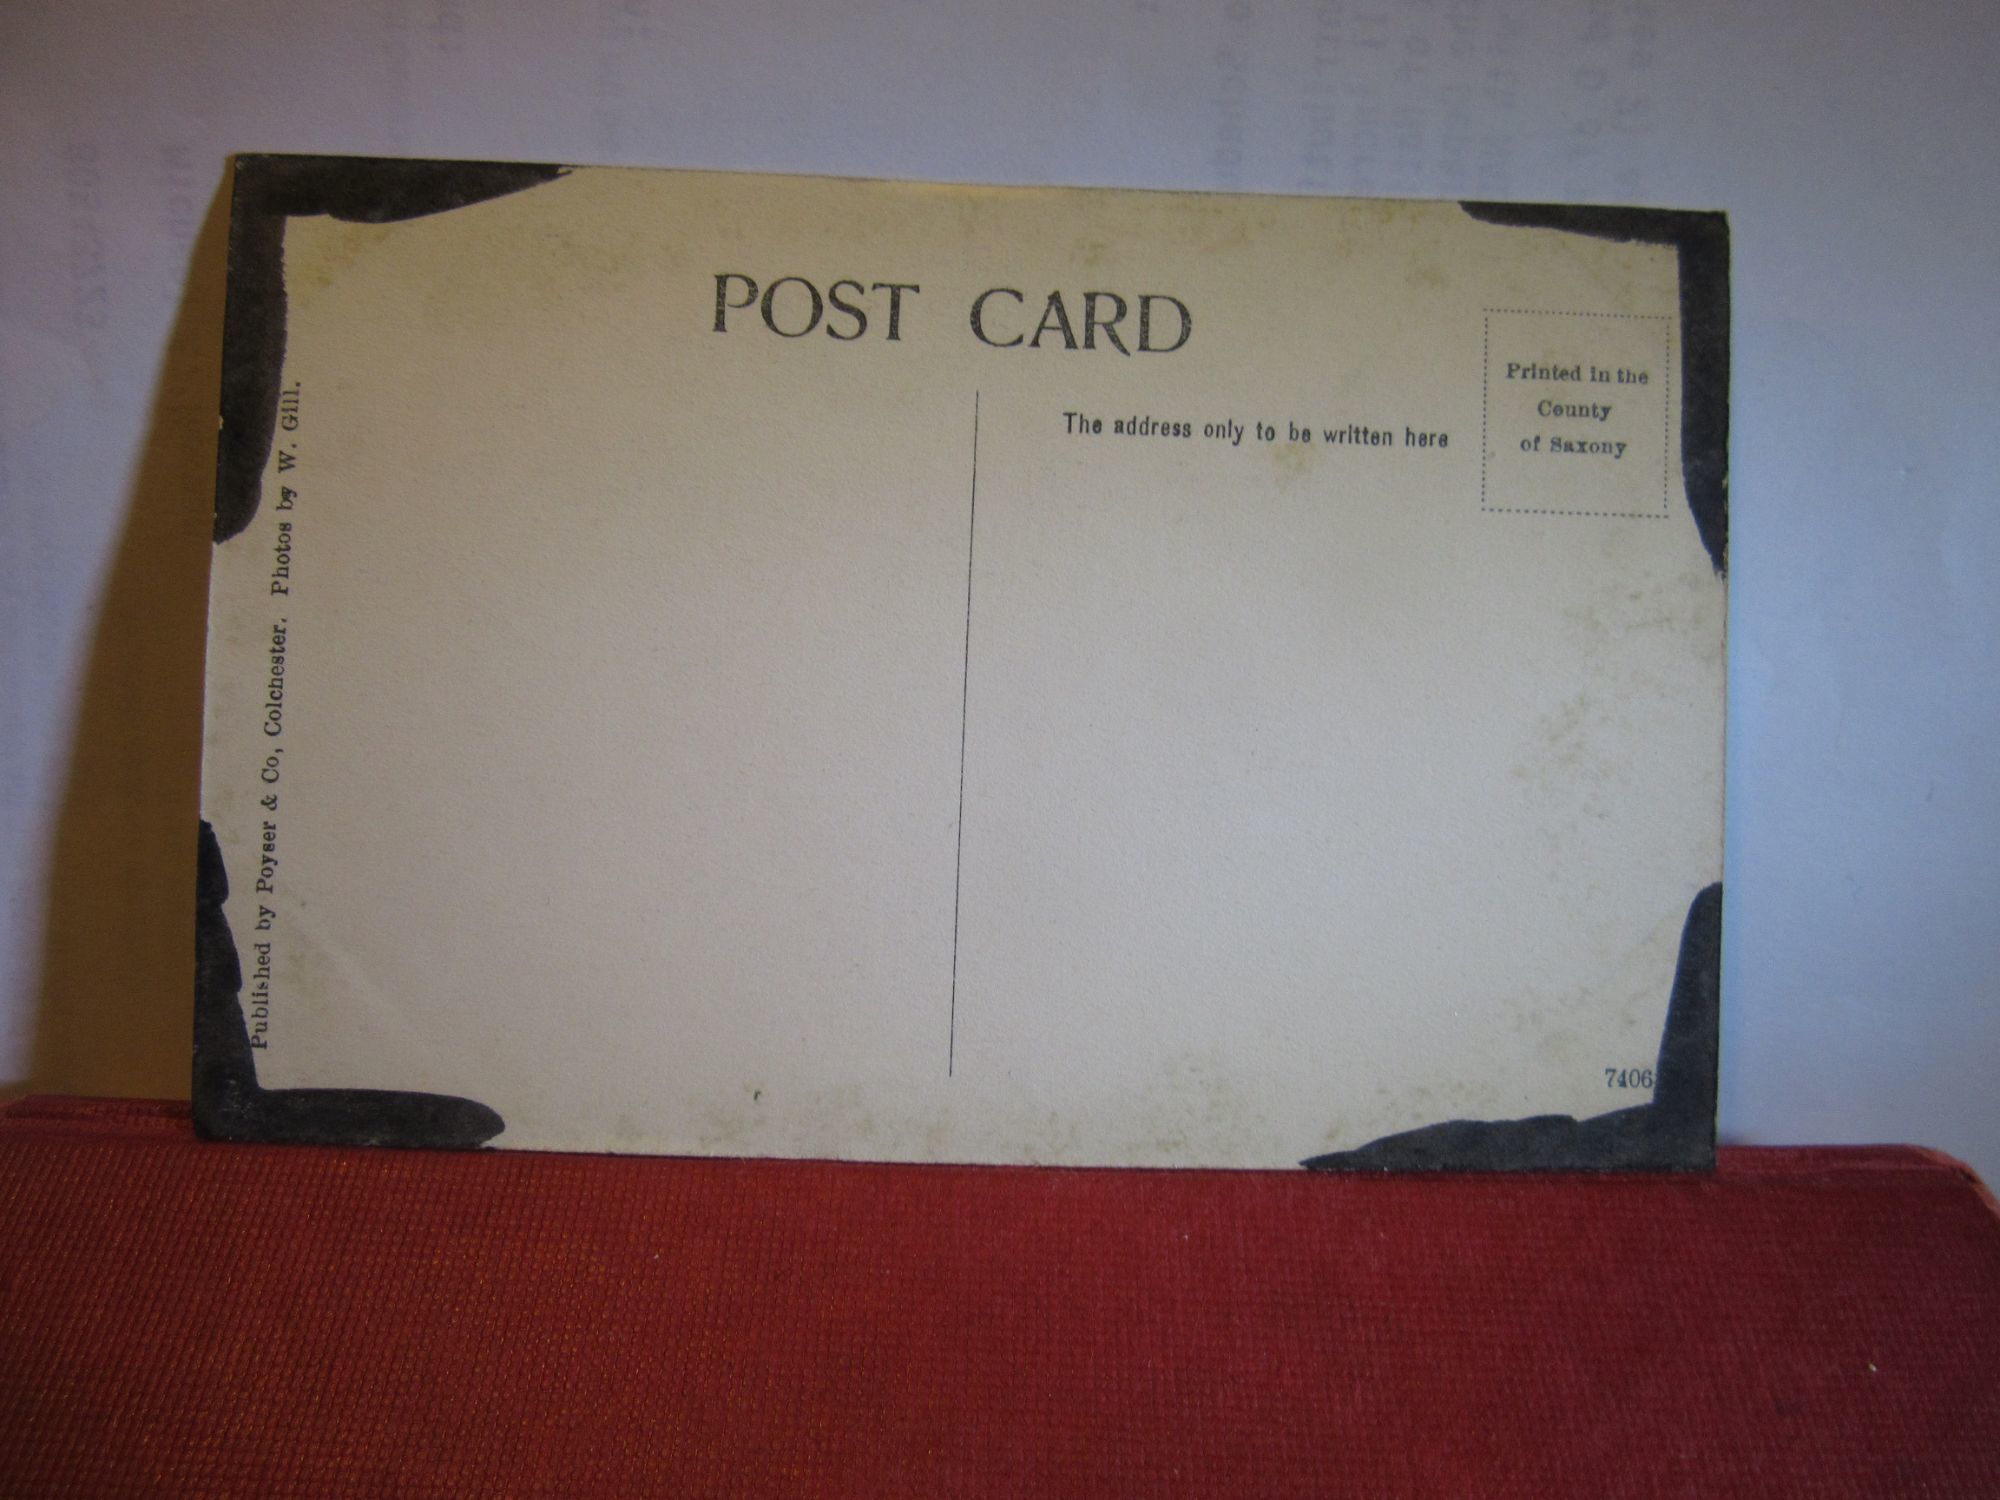 POST CARD
The address only to be written here
Printed in the
County
of Saxony
Published by Poyser & Co, Colchester. Photos by W. Gill.
7406